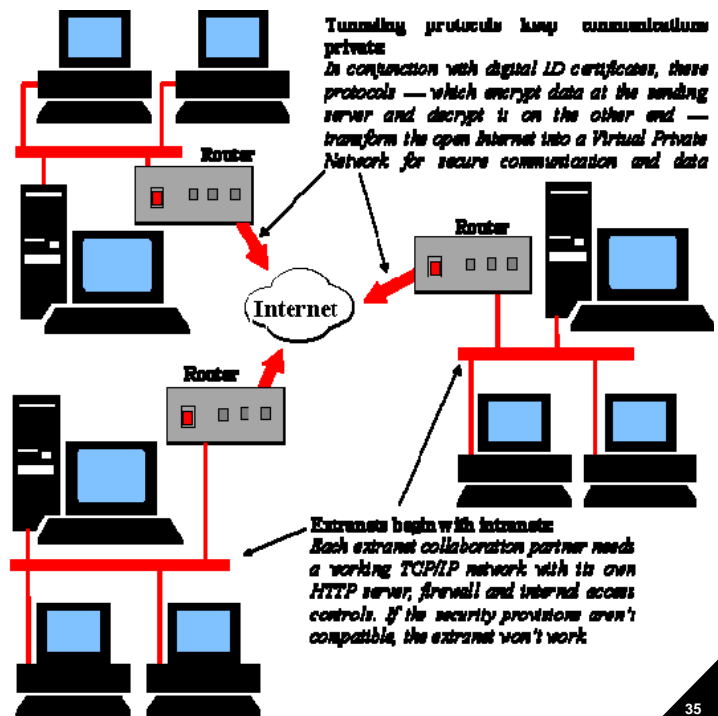 Tunneling protocols keep communications
private:
In conjunction with digital ID certificates, these
protocols — which encrypt data at the sending
server and decrypt it on the other end —
transform the open Internet into a Virtual Private
Network for secure communication and data
Router
Router
Internet
Router
Extranets begin with intranets:
Each extranet collaboration partner needs
a working TCP/IP network with its own
HTTP server, firewall and internal access
controls. If the security provisions aren't
compatible, the extranet won't work
35